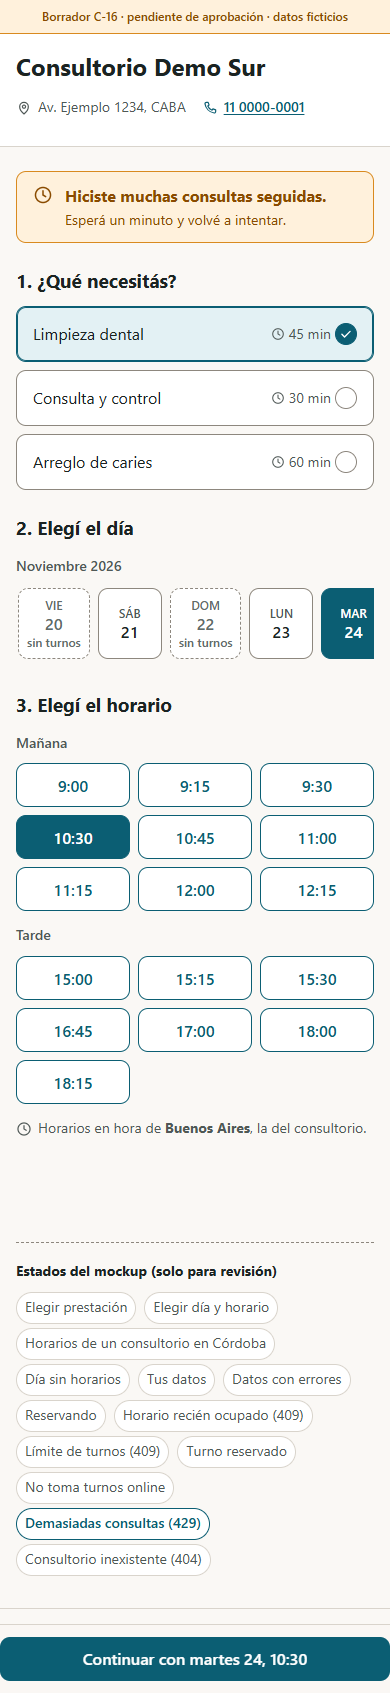 Borrador C-16 · pendiente de aprobación · datos ficticios
Consultorio Demo Sur
Av. Ejemplo 1234, CABA 11 0000-0001
Hiciste muchas consultas seguidas.
Esperá un minuto y volvé a intentar.
1. ¿Qué necesitás?
Limpieza dental 45 min
Consulta y control 30 min
Arreglo de caries 60 min
2. Elegí el día
Noviembre 2026
VIE SÁB DOM LUN MAR
20 21 22 23 24
sin turnos sin turnos
3. Elegí el horario
Mañana
9:00 9:15 9:30
10:30 10:45 11:00
11:15 12:00 12:15
Tarde
15:00 15:15 15:30
16:45 17:00 18:00
18:15
Horarios en hora de Buenos Aires, la del consultorio.
Estados del mockup (solo para revisión)
Elegir prestación Elegir día y horario
Horarios de un consultorio en Córdoba
Día sin horarios Tus datos Datos con errores
Reservando Horario recién ocupado (409)
Límite de turnos (409) Turno reservado
No toma turnos online
Demasiadas consultas (429)
Consultorio inexistente (404)
Continuar con martes 24, 10:30